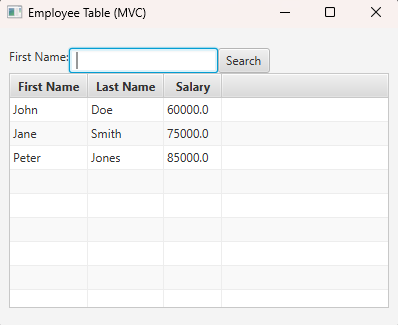 Employee Table (MVC)
First Name: Search
First Name Last Name Salary
John Doe 60000.0
Jane Smith 75000.0
Peter Jones 85000.0